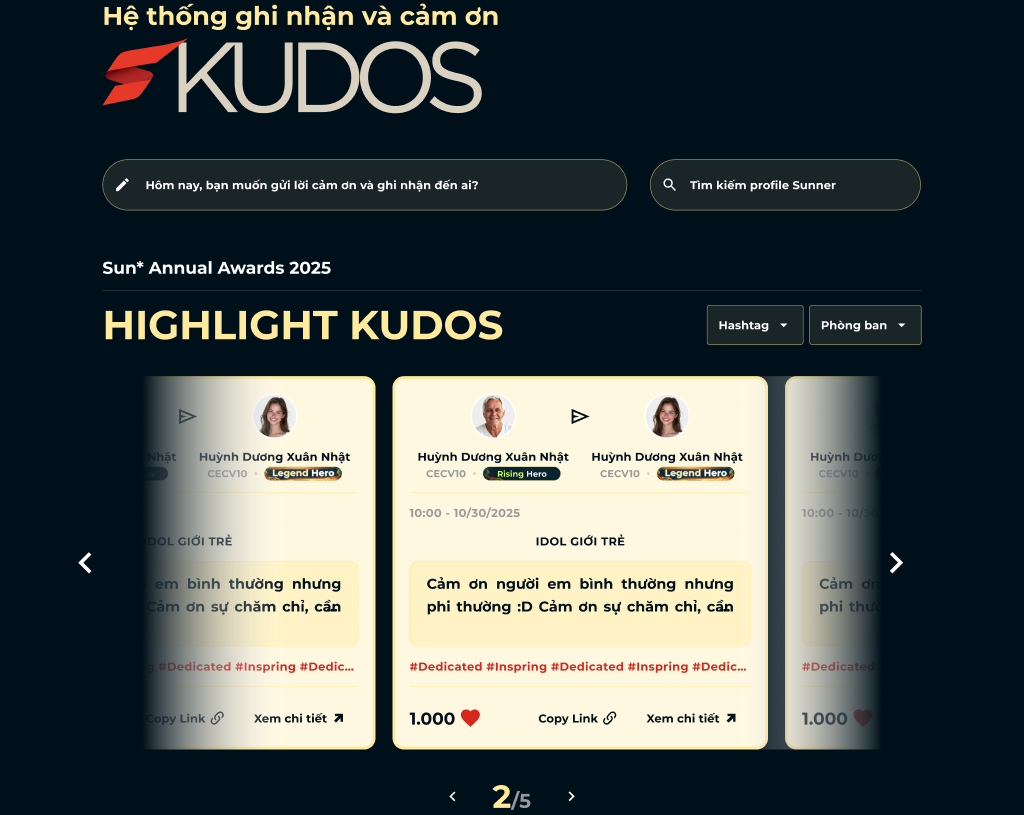 Hệ thống ghi nhận và cảm ơn
KUDOS
Hôm nay, bạn muốn gửi lời cảm ơn và ghi nhận đến ai?
Tìm kiếm profile Sunner
Sun* Annual Awards 2025
HIGHLIGHT KUDOS
Hashtag
Phòng ban
Nhật
Huỳnh Dương Xuân Nhật
CECV10
Legend Hero
IDOL GIỚI TRẺ
em bình thường nhưng
Cảm ơn sự chăm chỉ, cần
#Dedicated #Inspring #Dedic...
Copy Link
Xem chi tiết
Huỳnh Dương Xuân Nhật
CECV10
Rising Hero
Huỳnh Dương Xuân Nhật
CECV10
Legend Hero
10:00 - 10/30/2025
IDOL GIỚI TRẺ
Cảm ơn người em bình thường nhưng
phi thường :D Cảm ơn sự chăm chỉ, cần...
#Dedicated #Inspring #Dedicated #Inspring #Dedic...
1.000
Copy Link
Xem chi tiết
Huỳnh
CECV10
10:00 - 10/30
Cảm ơn
phi
#Dedicated
1.000
2/5